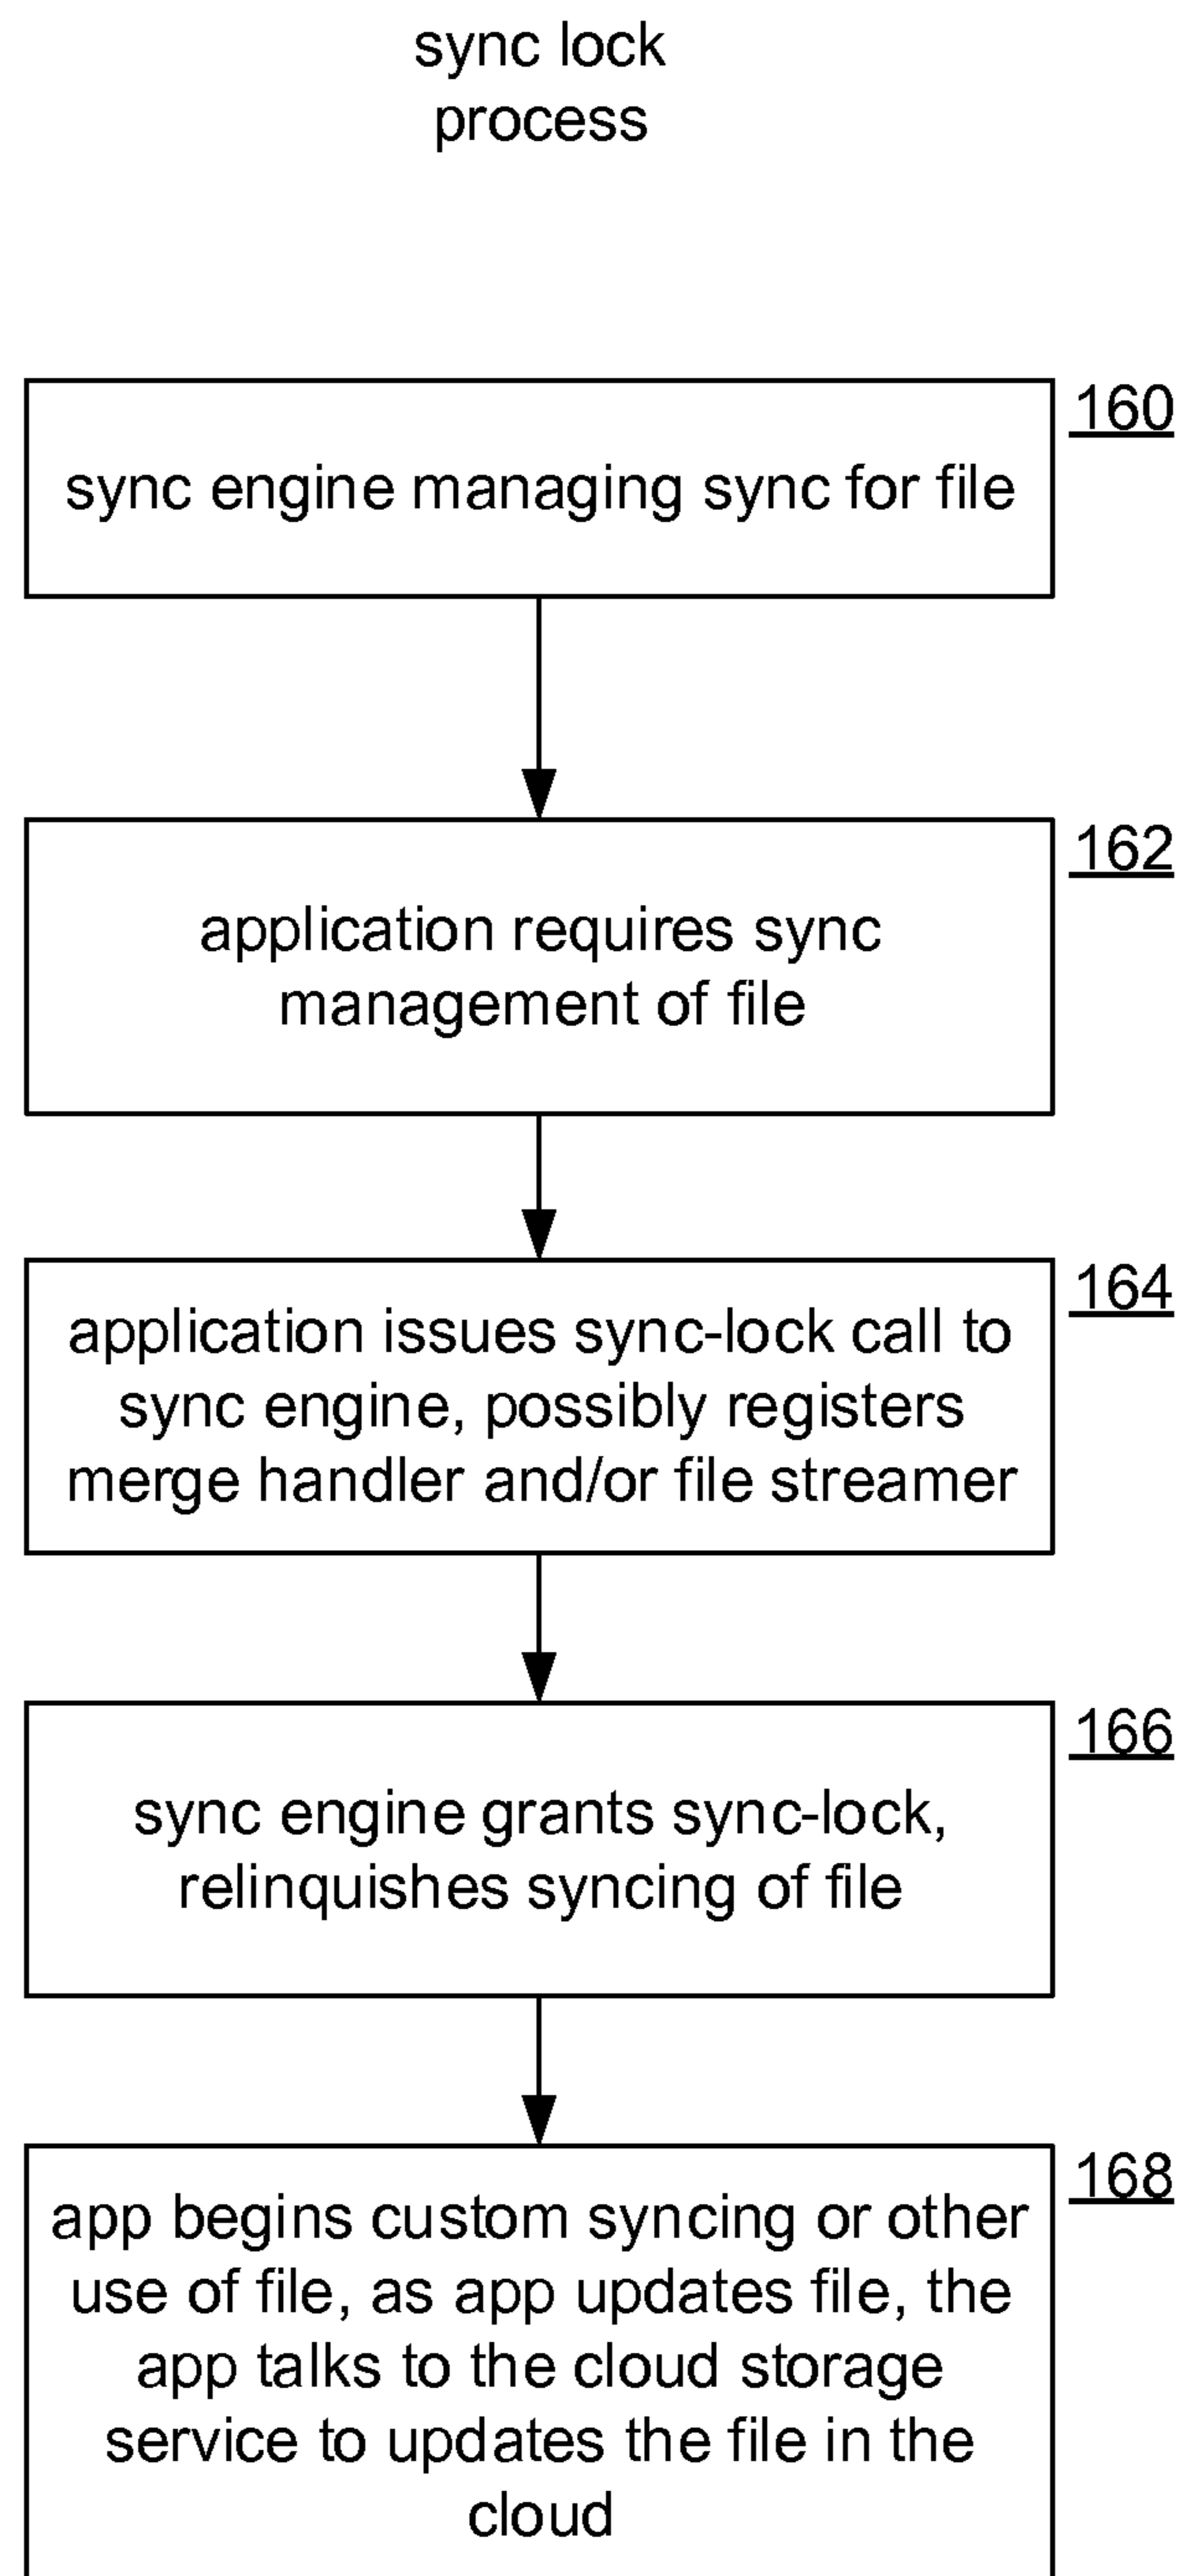 sync lock
process
160
sync engine managing sync for file
162
application requires sync
management of file
164
application issues sync-lock call to
sync engine, possibly registers
merge handler and/or file streamer
166
sync engine grants sync-lock,
relinquishes syncing of file
168
app begins custom syncing or other
use of file, as app updates file, the
app talks to the cloud storage
service to updates the file in the
cloud